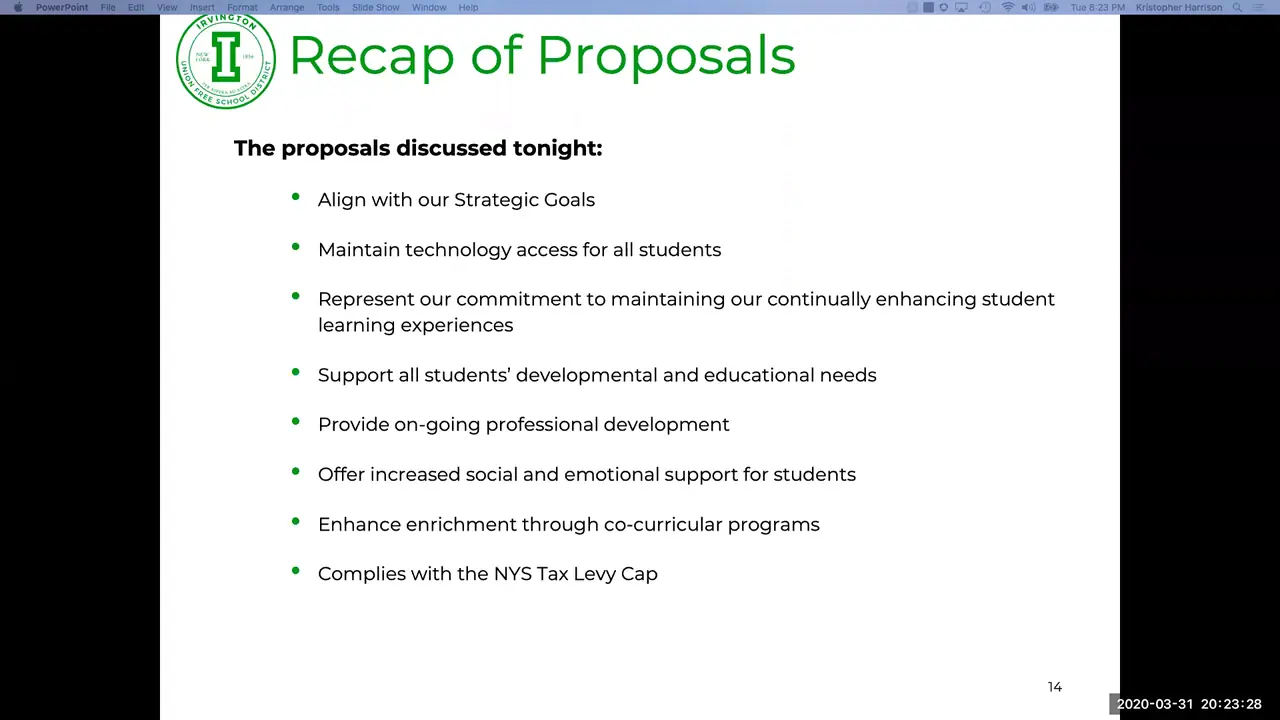 PowerPoint File Edit View Insert Format Arrange Tools Slide Show Window Help Tue 8:23 PM Kristopher Harrison
IRVINGTON
NEW YORK 1956
UNION FREE SCHOOL DISTRICT
I
Recap of Proposals
The proposals discussed tonight:
• Align with our Strategic Goals
• Maintain technology access for all students
• Represent our commitment to maintaining our continually enhancing student
learning experiences
• Support all students’ developmental and educational needs
• Provide on-going professional development
• Offer increased social and emotional support for students
• Enhance enrichment through co-curricular programs
• Complies with the NYS Tax Levy Cap
14
2020-03-31 20:23:28